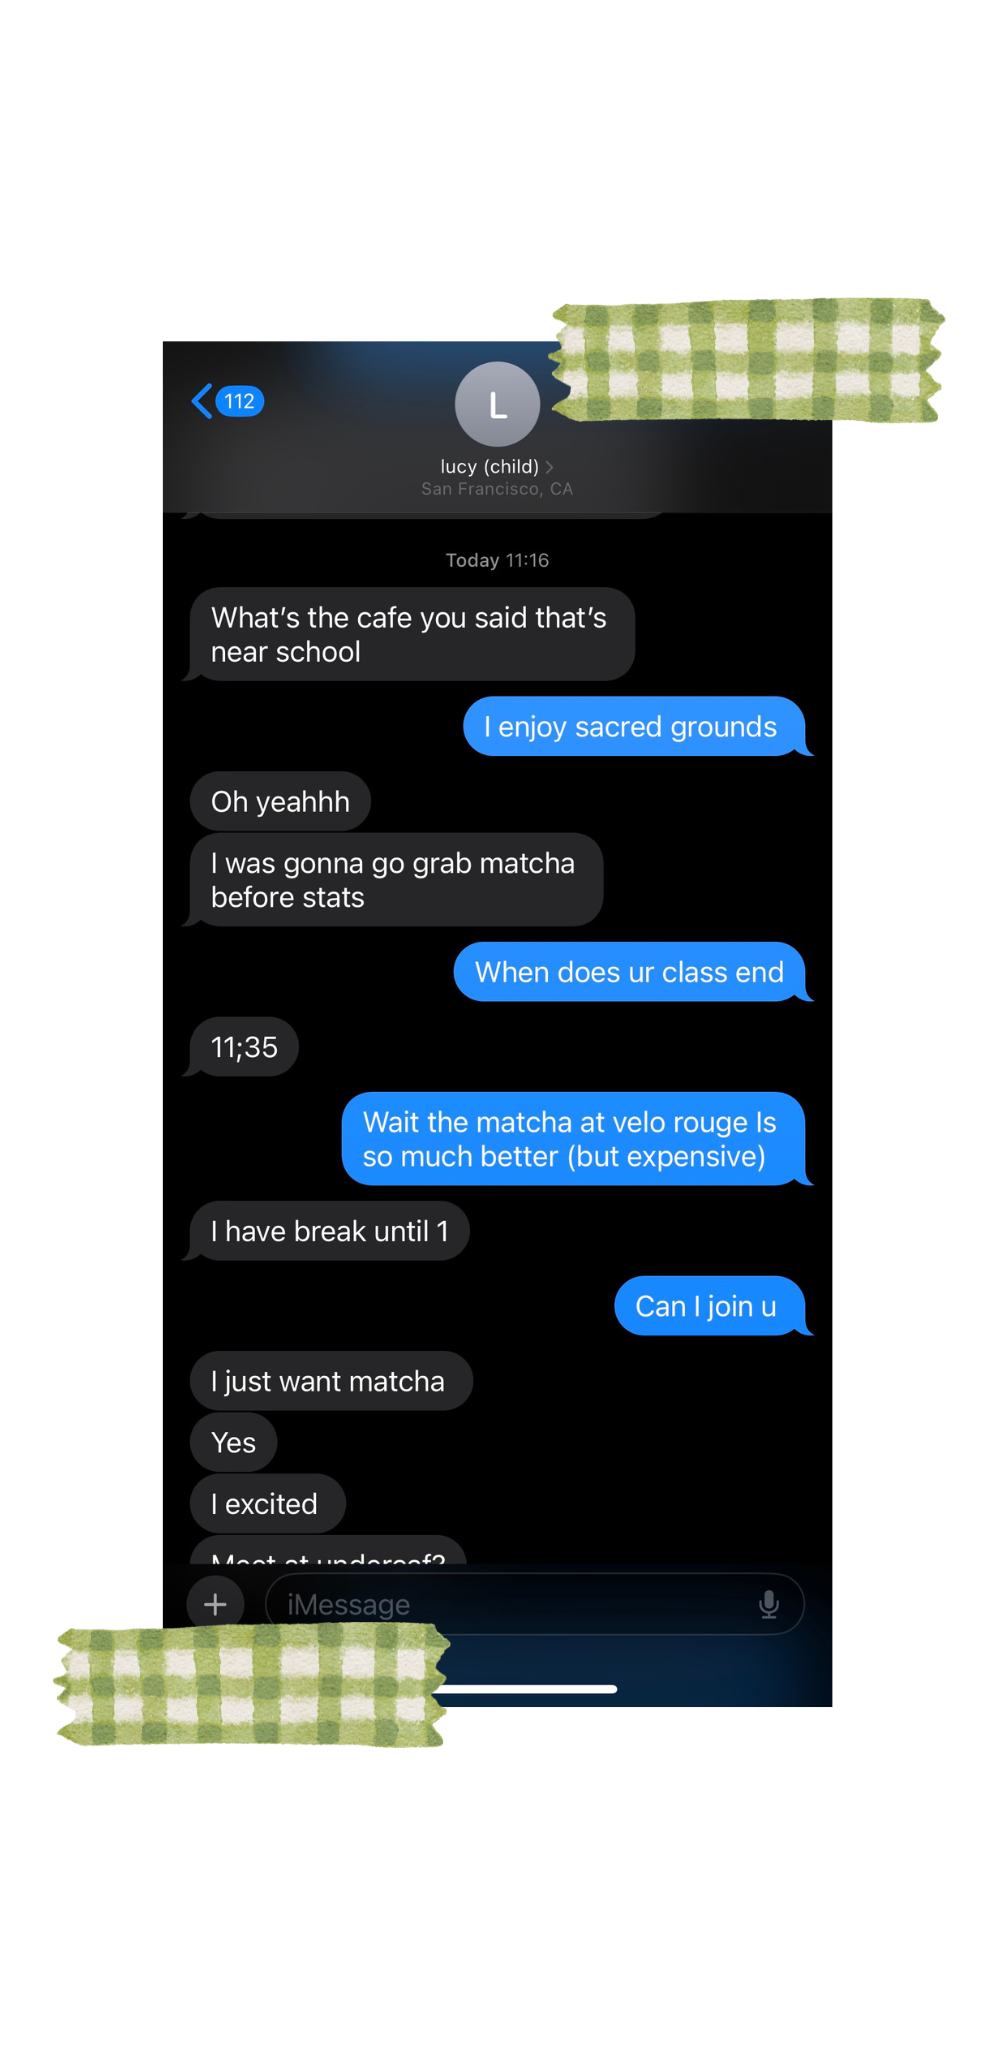 112
L
lucy (child)
San Francisco, CA
Today 11:16
What's the cafe you said that's
near school
I enjoy sacred grounds
Oh yeahhh
I was gonna go grab matcha
before stats
When does ur class end
11;35
Wait the matcha at velo rouge Is
so much better (but expensive)
I have break until 1
Can I join u
I just want matcha
Yes
I excited
Meet at undercaf?
iMessage